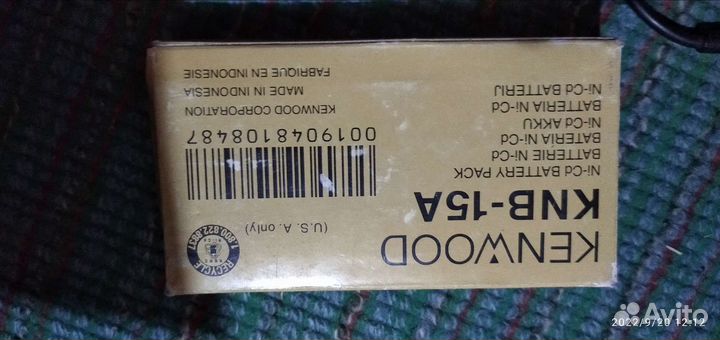 KENWOOD
KNB-15A
Ni-Cd BATTERY PACK
BATTERIE Ni-Cd
BATERIA Ni-Cd
Ni-Cd AKKU
BATTERIA Ni-Cd
Ni-Cd BATTERIJ
(U.S.A. only)
RECYCLE
1.800.822.8837
0019048108487
KENWOOD CORPORATION
MADE IN INDONESIA
FABRIQUE EN INDONESIE
Avito
2022/9/20 12:12